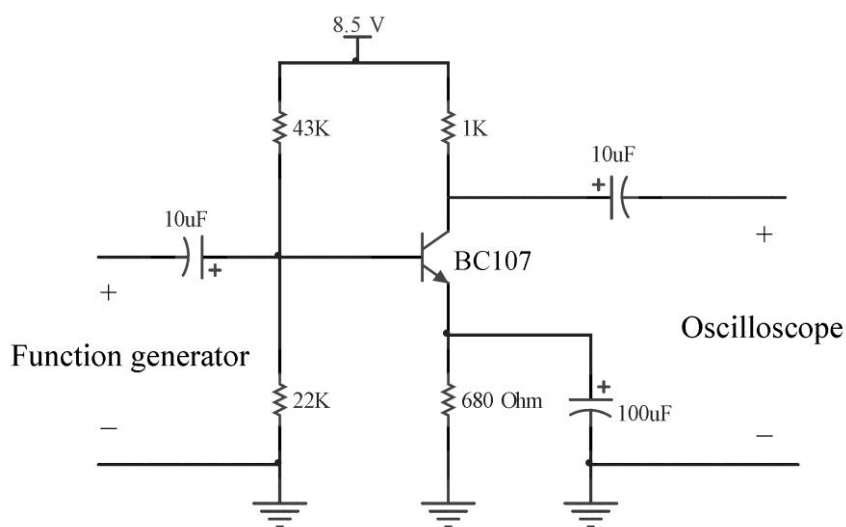 8.5 V
43K
1K
10uF
+
10uF
+
+
BC107
+
+
Function generator
Oscilloscope
22K
680 Ohm
+
100uF
−
−